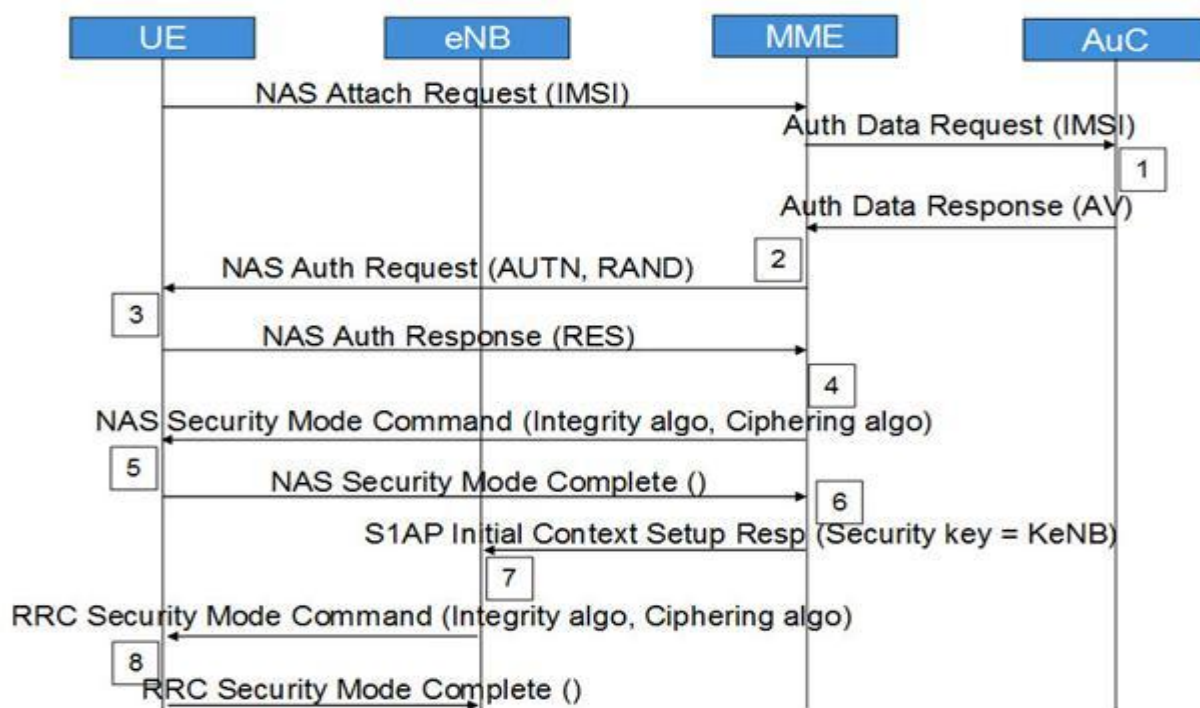 UE
eNB
MME
AuC
NAS Attach Request (IMSI)
Auth Data Request (IMSI)
1
Auth Data Response (AV)
2
NAS Auth Request (AUTN, RAND)
3
NAS Auth Response (RES)
4
NAS Security Mode Command (Integrity algo, Ciphering algo)
5
NAS Security Mode Complete ()
6
S1AP Initial Context Setup Resp (Security key = KeNB)
7
RRC Security Mode Command (Integrity algo, Ciphering algo)
8
RRC Security Mode Complete ()